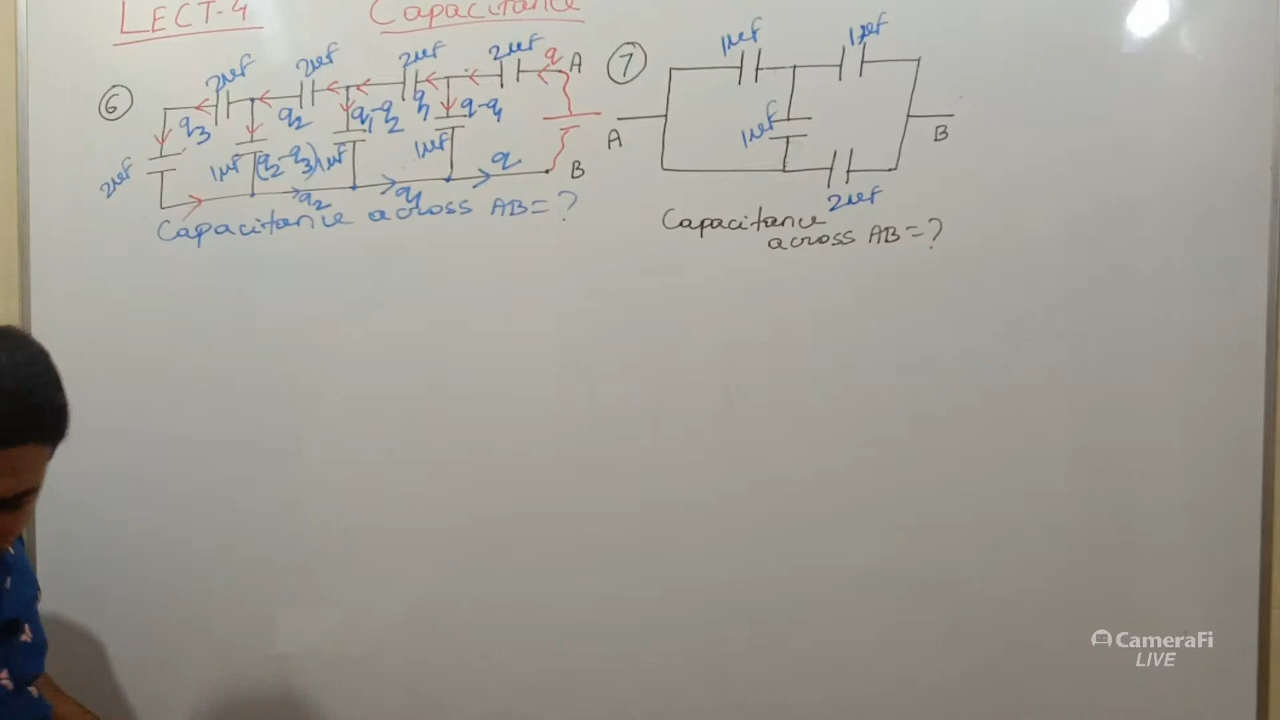 LECT-4 Capacitance
6
2μF 2μF 2μF 2μF q A
q3 q2 q1-q2 q1 q-q1
2μF 1μF (q2-q3) 1μF 1μF q B
q2 q1
Capacitance across AB=?
7
1μF 1μF
A 1μF B
2μF
Capacitance
across AB=?
CameraFi
LIVE